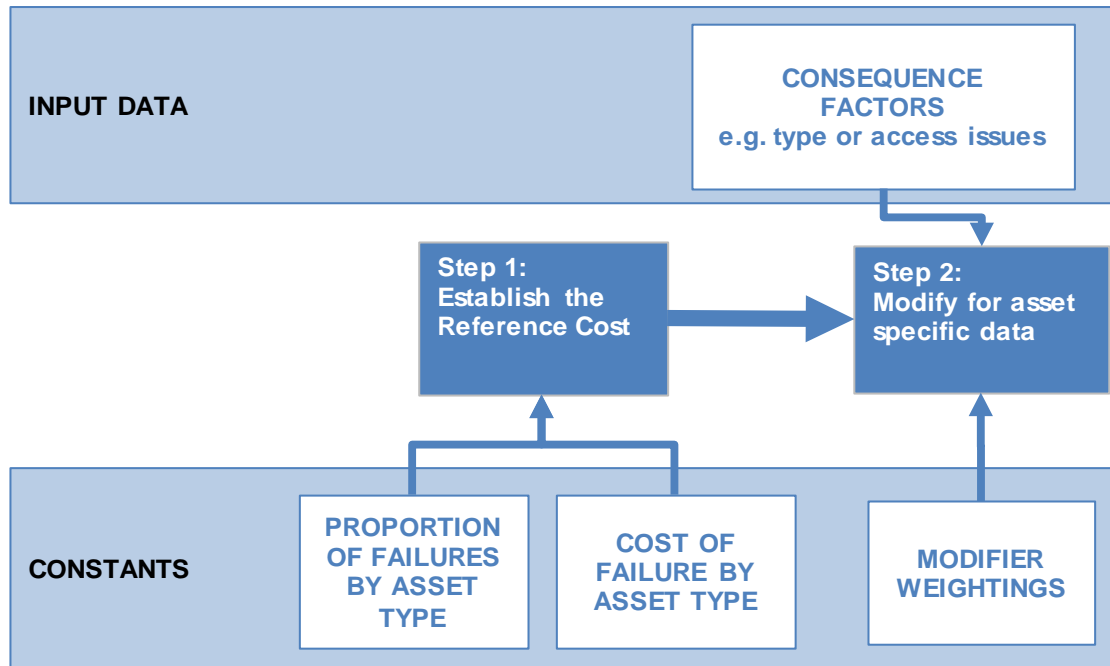 INPUT DATA
CONSEQUENCE
FACTORS
e.g. type or access issues
Step 1:
Establish the
Reference Cost
Step 2:
Modify for asset
specific data
CONSTANTS
PROPORTION
OF FAILURES
BY ASSET
TYPE
COST OF
FAILURE BY
ASSET TYPE
MODIFIER
WEIGHTINGS